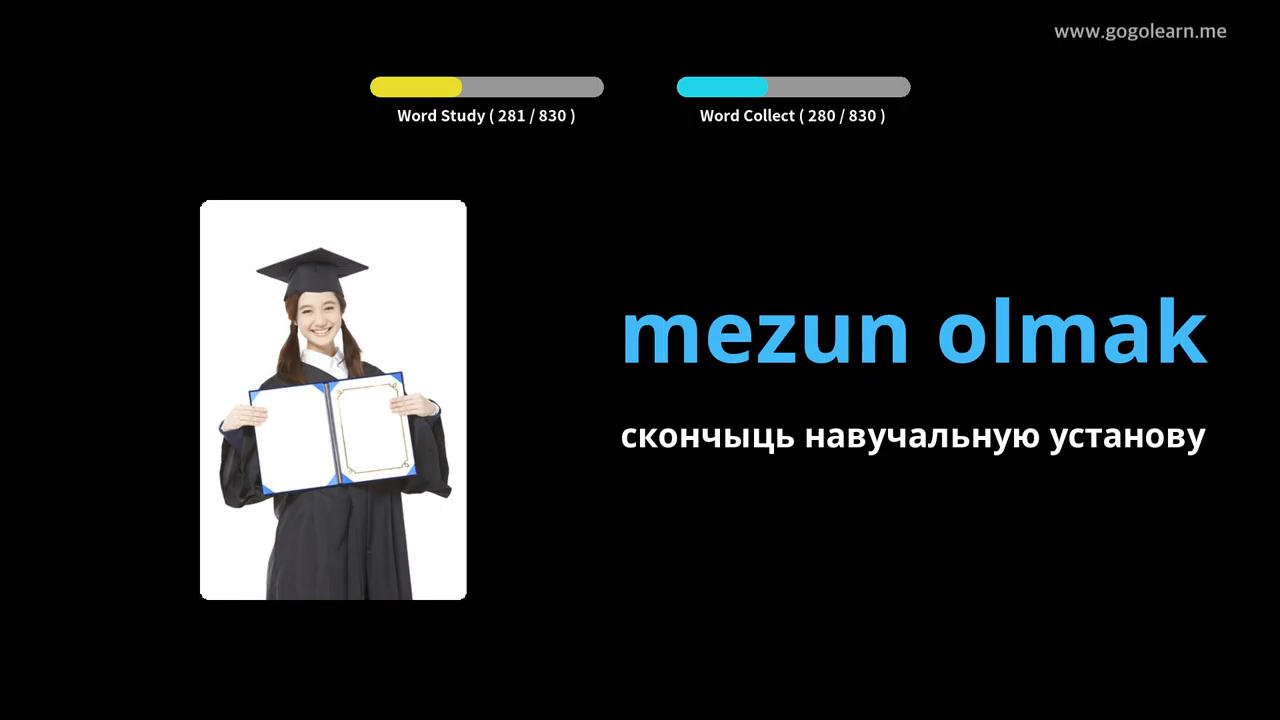 www.gogolearn.me
Word Study ( 281 / 830 )
Word Collect ( 280 / 830 )
mezun olmak
скончыць навучальную установу